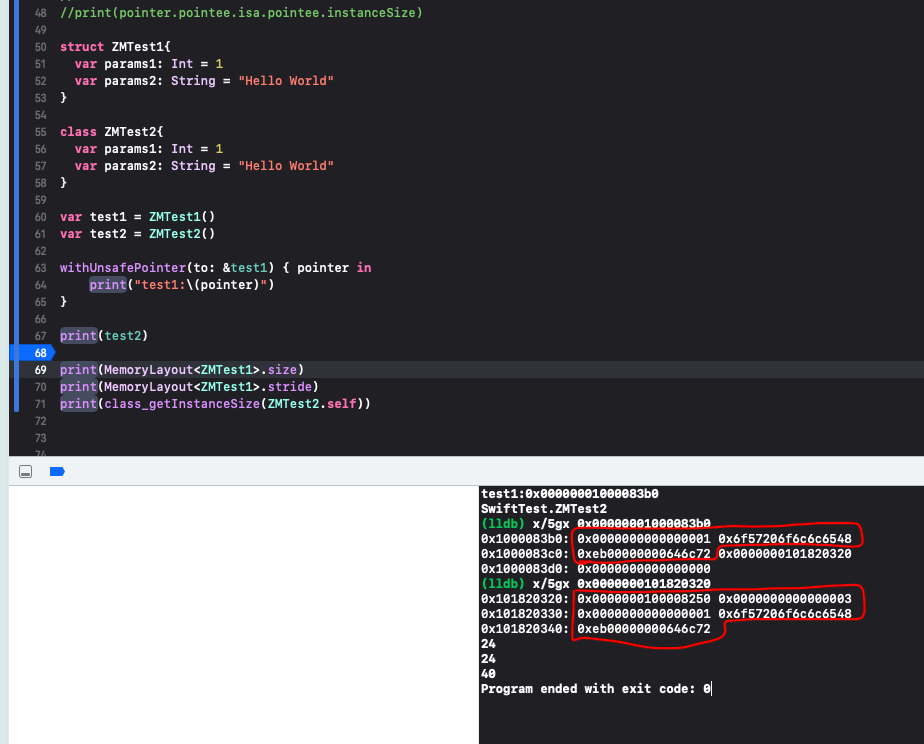 48 //print(pointer.pointee.isa.pointee.instanceSize)
49
50 struct ZMTest1{
51 var params1: Int = 1
52 var params2: String = "Hello World"
53 }
54
55 class ZMTest2{
56 var params1: Int = 1
57 var params2: String = "Hello World"
58 }
59
60 var test1 = ZMTest1()
61 var test2 = ZMTest2()
62
63 withUnsafePointer(to: &test1) { pointer in
64 print("test1:\(pointer)")
65 }
66
67 print(test2)
68
69 print(MemoryLayout<ZMTest1>.size)
70 print(MemoryLayout<ZMTest1>.stride)
71 print(class_getInstanceSize(ZMTest2.self))
72
73
74
test1:0x00000001000083b0
SwiftTest.ZMTest2
(lldb) x/5gx 0x00000001000083b0
0x1000083b0: 0x0000000000000001 0x6f57206f6c6c6548
0x1000083c0: 0xeb00000000646c72 0x0000000101820320
0x1000083d0: 0x0000000000000000
(lldb) x/5gx 0x0000000101820320
0x101820320: 0x0000000100008250 0x0000000000000003
0x101820330: 0x0000000000000001 0x6f57206f6c6c6548
0x101820340: 0xeb00000000646c72
24
24
40
Program ended with exit code: 0